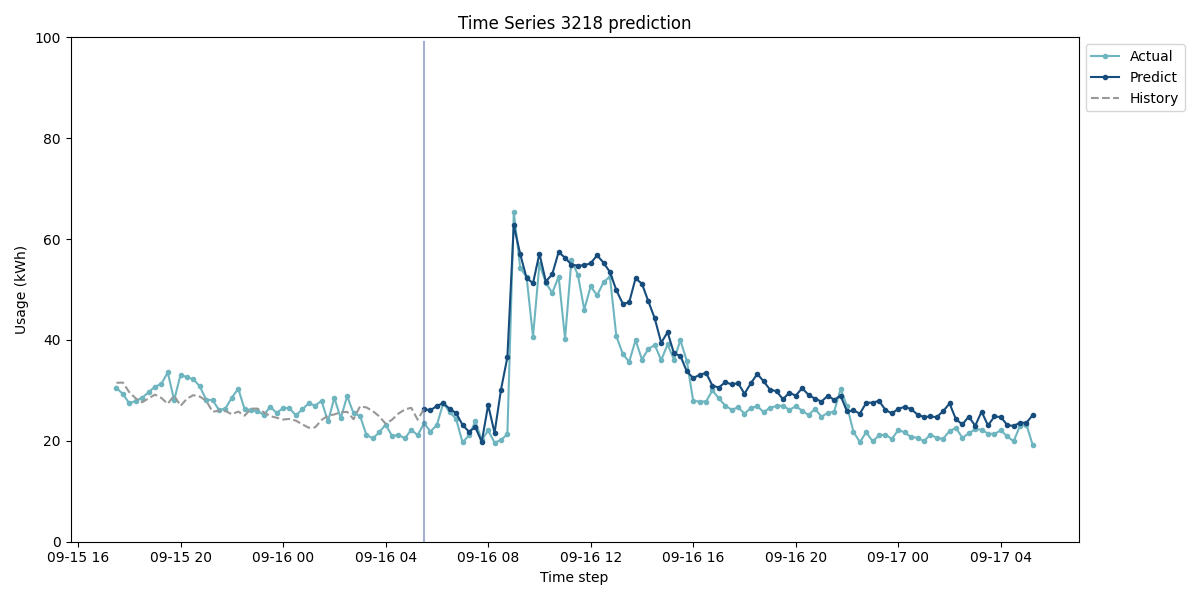 Time Series 3218 prediction
100
80
60
40
20
0
Usage (kWh)
09-15 16 09-15 20 09-16 00 09-16 04 09-16 08 09-16 12 09-16 16 09-16 20 09-17 00 09-17 04
Time step
Actual
Predict
History